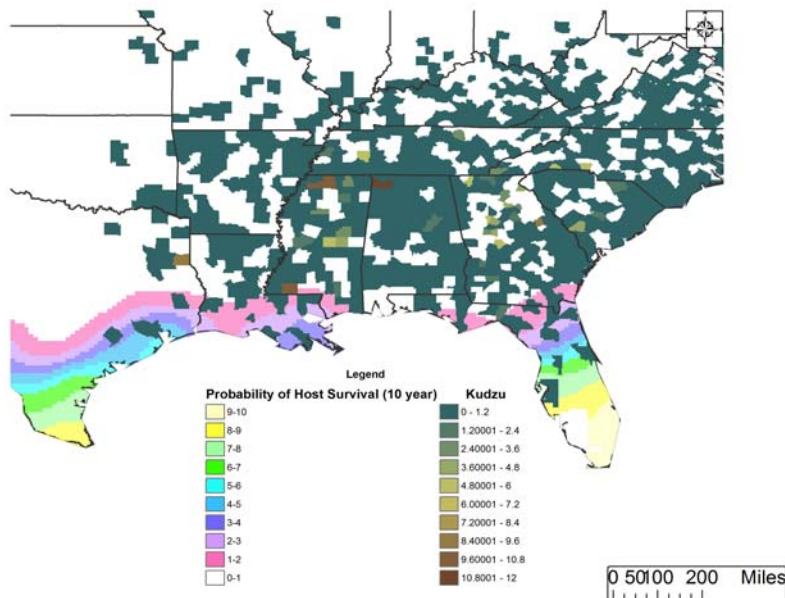 Legend
Probability of Host Survival (10 year)
9-10
8-9
7-8
6-7
5-6
4-5
3-4
2-3
1-2
0-1
Kudzu
0 - 1.2
1.20001 - 2.4
2.40001 - 3.6
3.60001 - 4.8
4.80001 - 6
6.00001 - 7.2
7.20001 - 8.4
8.40001 - 9.6
9.60001 - 10.8
10.8001 - 12
0 50100 200 Miles